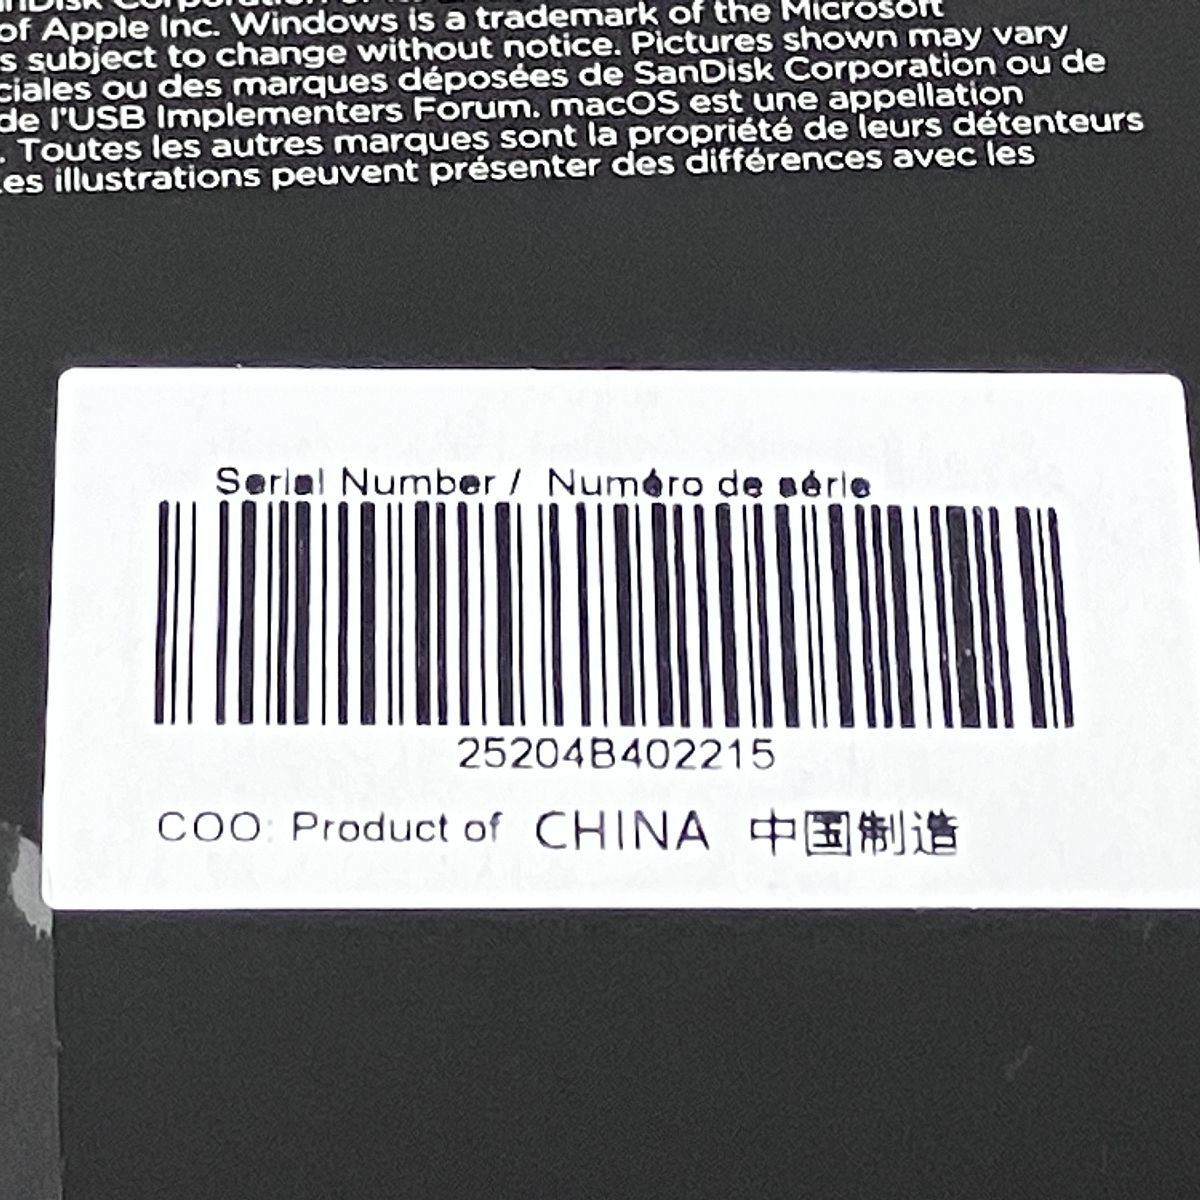 of Apple Inc. Windows is a trademark of the Microsoft
s subject to change without notice. Pictures shown may vary
ciales ou des marques déposées de SanDisk Corporation ou de
de l'USB Implementers Forum. macOS est une appellation
. Toutes les autres marques sont la propriété de leurs détenteurs
Les illustrations peuvent présenter des différences avec les
Serial Number / Numéro de série
25204B402215
COO: Product of CHINA 中国制造